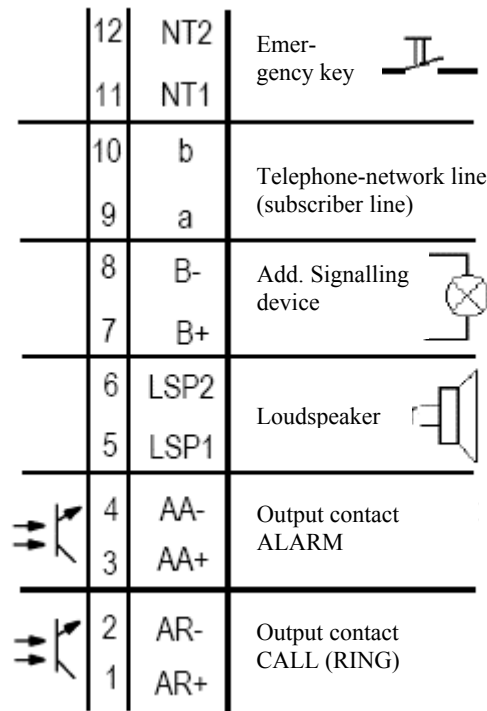 12 NT2 Emer-
gency key
11 NT1
10 b
Telephone-network line
(subscriber line)
9 a
8 B- Add. Signalling
device
7 B+
6 LSP2
Loudspeaker
5 LSP1
4 AA- Output contact
ALARM
3 AA+
2 AR- Output contact
CALL (RING)
1 AR+